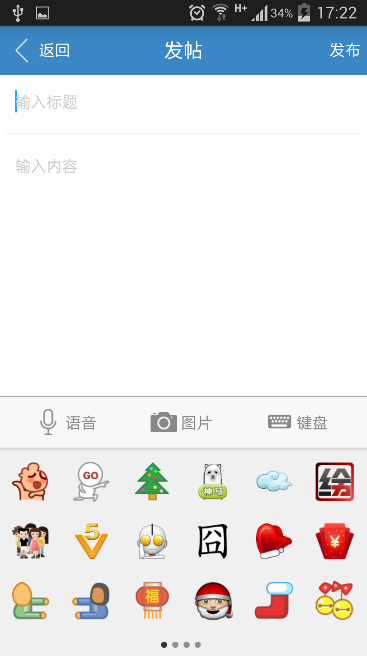 H+ 34% 17:22
返回 发帖 发布
输入标题
输入内容
语音 图片 键盘
GO 神马 绘
5 囧 ¥
福